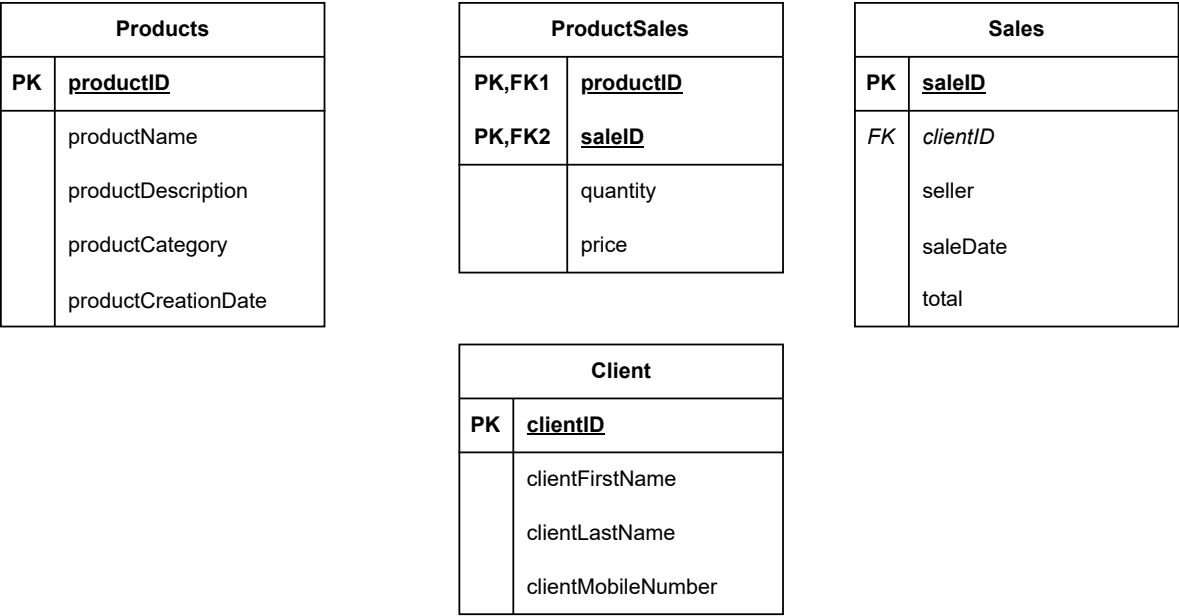 Products
PK productID
productName
productDescription
productCategory
productCreationDate
ProductSales
PK,FK1 productID
PK,FK2 saleID
quantity
price
Sales
PK saleID
FK clientID
seller
saleDate
total
Client
PK clientID
clientFirstName
clientLastName
clientMobileNumber